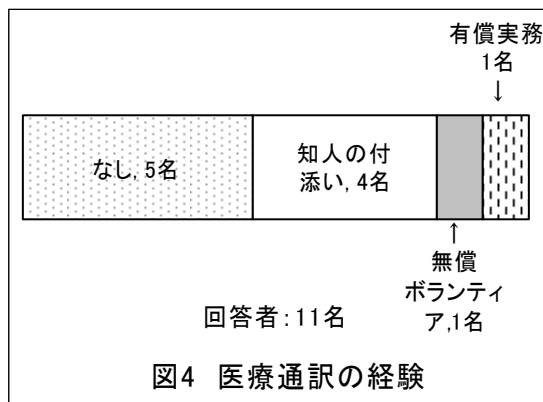 有償実務
1名
↓
なし, 5名
知人の付
添い, 4名
↑
無償
ボランティ
ア,1名
回答者:11名
図4 医療通訳の経験